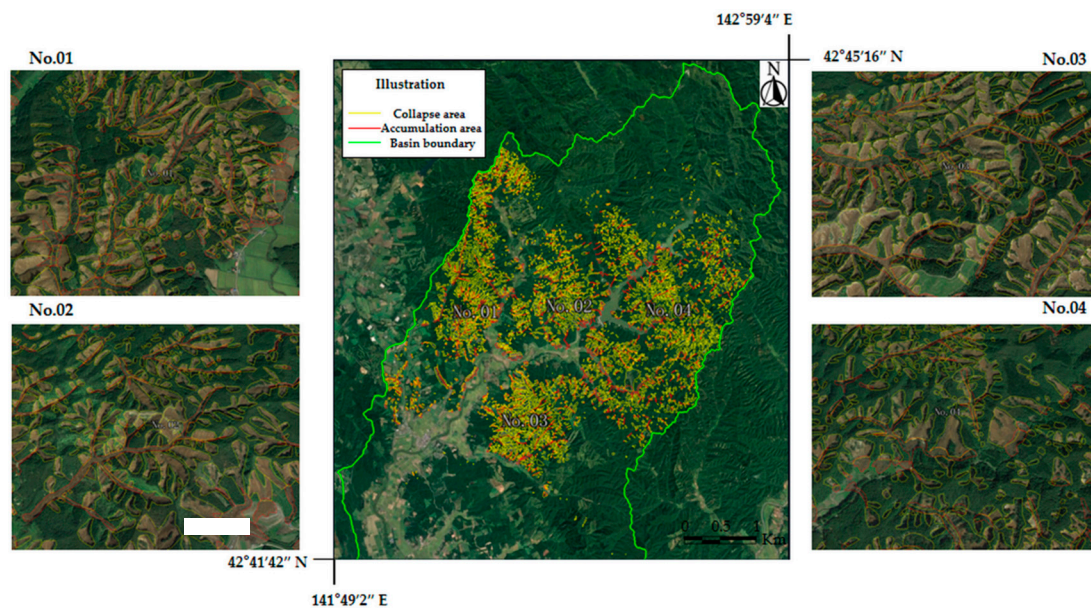 142°59′4″ E
No.01
42°45′16″ N
No.03
N
Illustration
Collapse area
Accumulation area
Basin boundary
No. 01
No. 02
No. 04
No. 03
No.02
No.04
No. 04
0 0.5 1
Km
42°41′42″ N
141°49′2″ E